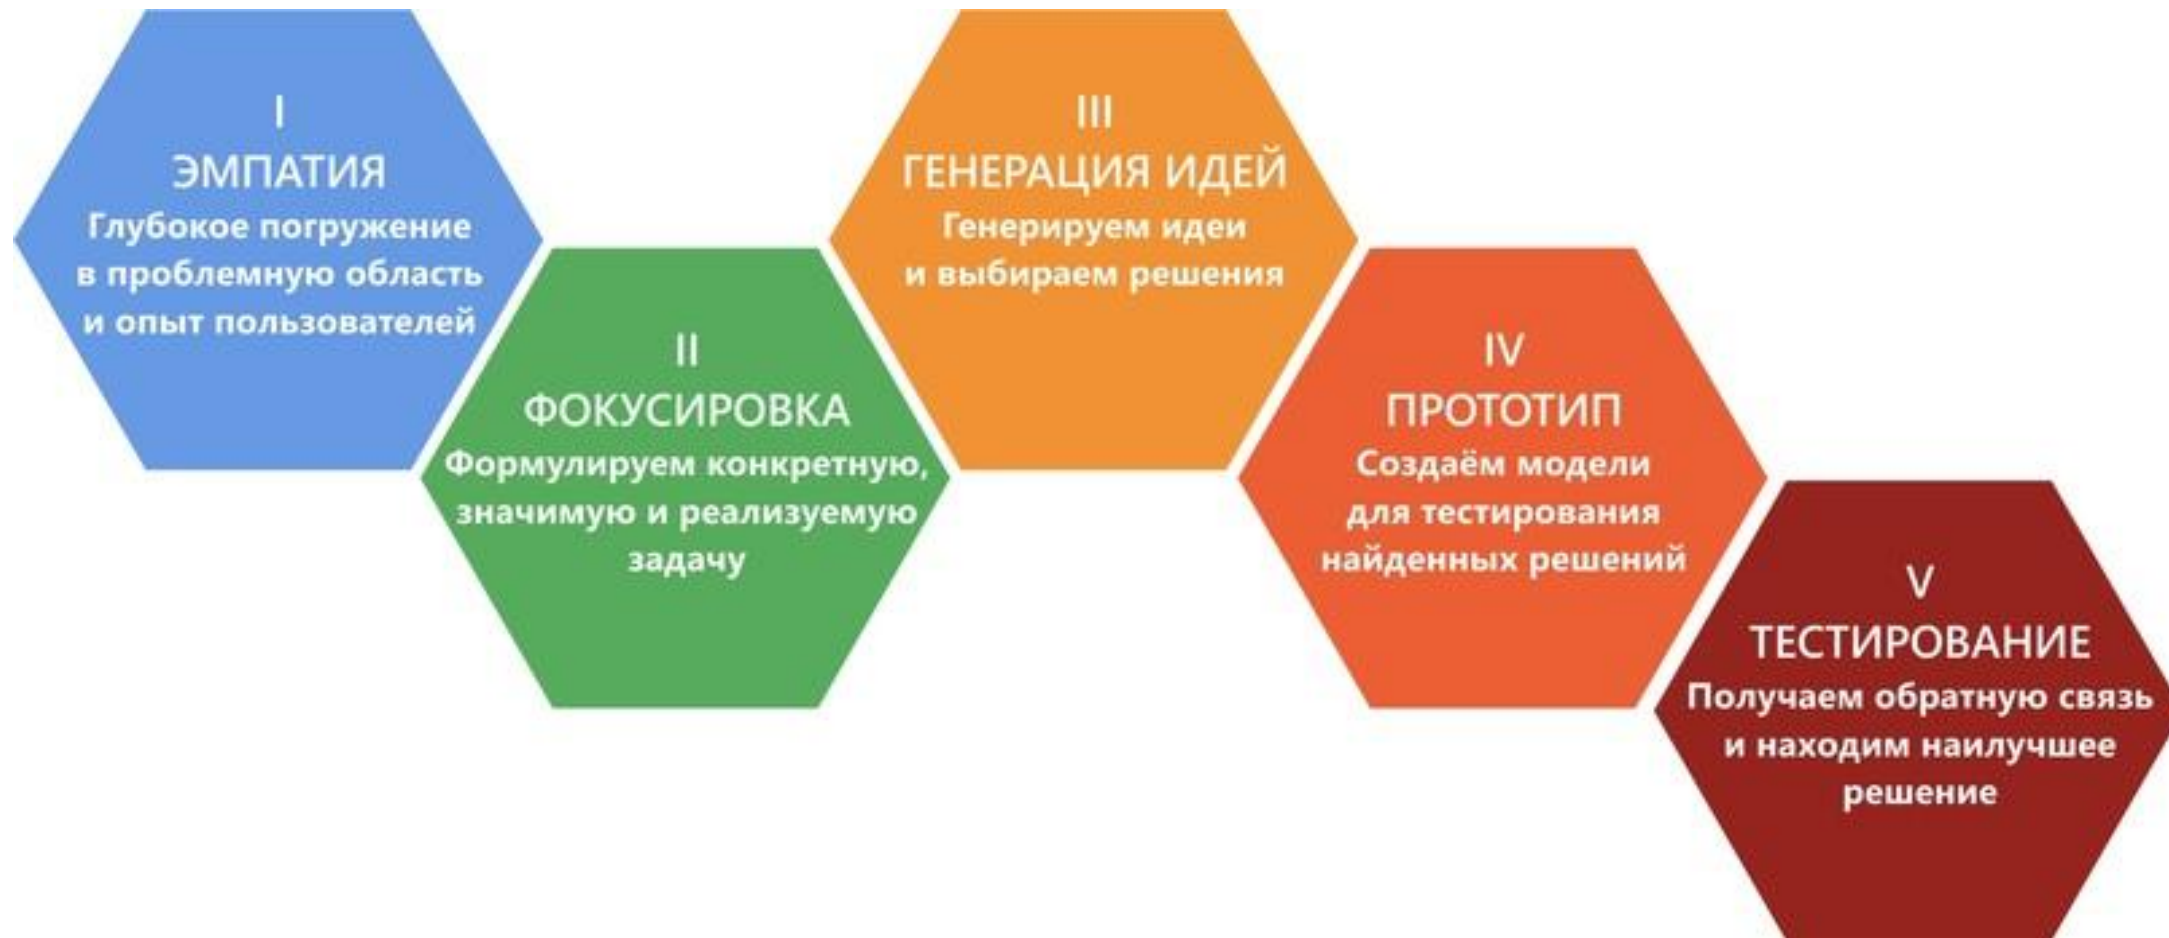 I
ЭМПАТИЯ
Глубокое погружение
в проблемную область
и опыт пользователей
II
ФОКУСИРОВКА
Формулируем конкретную,
значимую и реализуемую
задачу
III
ГЕНЕРАЦИЯ ИДЕЙ
Генерируем идеи
и выбираем решения
IV
ПРОТОТИП
Создаём модели
для тестирования
найденных решений
V
ТЕСТИРОВАНИЕ
Получаем обратную связь
и находим наилучшее
решение